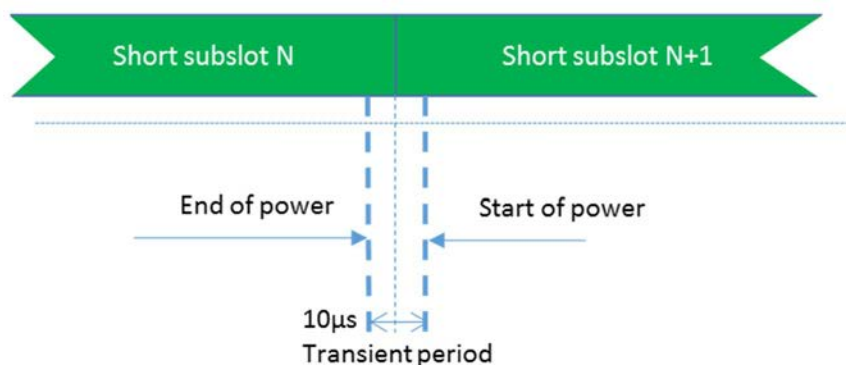 Short subslot N
Short subslot N+1
End of power
Start of power
10µs
Transient period